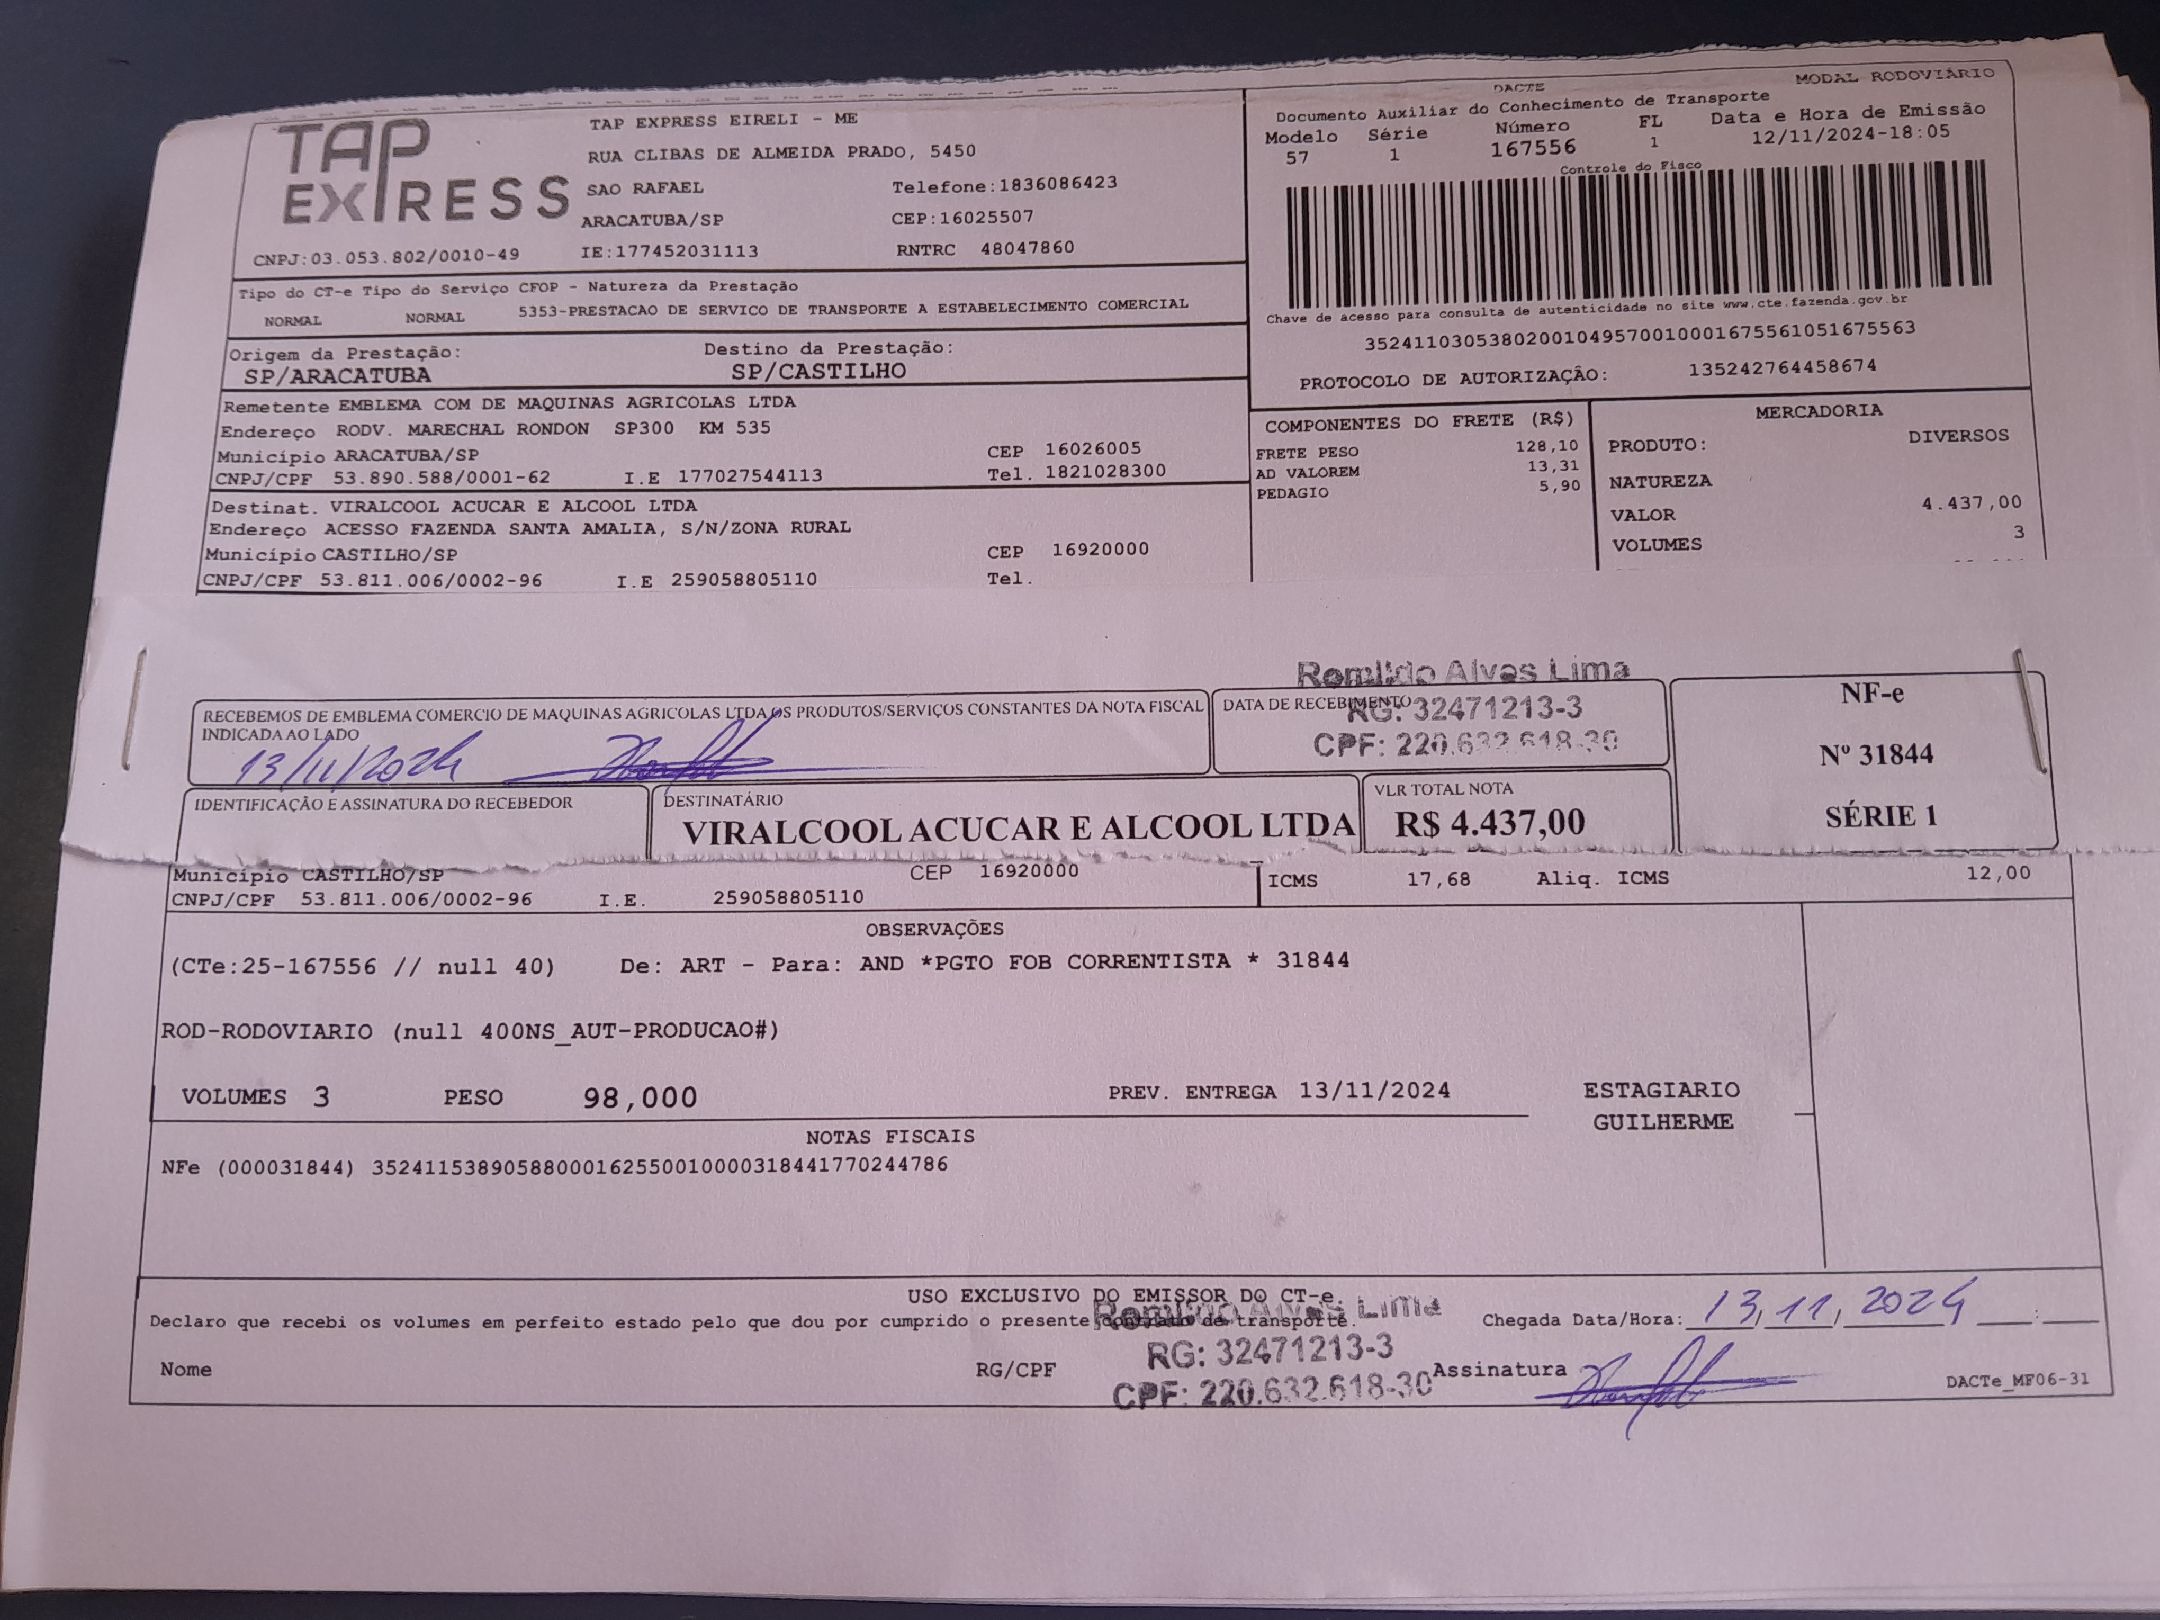 TAP EXPRESS
TAP EXPRESS EIRELI - ME
RUA CLIBAS DE ALMEIDA PRADO, 5450
SAO RAFAEL Telefone:1836086423
ARACATUBA/SP CEP:16025507
CNPJ:03.053.802/0010-49 IE:177452031113 RNTRC 48047860
DACTE MODAL RODOVIÁRIO
Documento Auxiliar do Conhecimento de Transporte
Modelo Série Número FL Data e Hora de Emissão
57 1 167556 1 12/11/2024-18:05
Controle do Fisco
Chave de acesso para consulta de autenticidade no site www.cte.fazenda.gov.br
35241103053802001049570010001675561051675563
PROTOCOLO DE AUTORIZAÇÃO: 135242764458674
Tipo do CT-e Tipo do Serviço CFOP - Natureza da Prestação
NORMAL NORMAL 5353-PRESTACAO DE SERVICO DE TRANSPORTE A ESTABELECIMENTO COMERCIAL
Origem da Prestação: Destino da Prestação:
SP/ARACATUBA SP/CASTILHO
Remetente EMBLEMA COM DE MAQUINAS AGRICOLAS LTDA
Endereço RODV. MARECHAL RONDON SP300 KM 535
Município ARACATUBA/SP CEP 16026005
CNPJ/CPF 53.890.588/0001-62 I.E 177027544113 Tel. 1821028300
Destinat. VIRALCOOL ACUCAR E ALCOOL LTDA
Endereço ACESSO FAZENDA SANTA AMALIA, S/N/ZONA RURAL
Município CASTILHO/SP CEP 16920000
CNPJ/CPF 53.811.006/0002-96 I.E 259058805110 Tel.
COMPONENTES DO FRETE (R$)
FRETE PESO 128,10
AD VALOREM 13,31
PEDAGIO 5,90
MERCADORIA
PRODUTO: DIVERSOS
NATUREZA
VALOR 4.437,00
VOLUMES 3
RECEBEMOS DE EMBLEMA COMERCIO DE MAQUINAS AGRICOLAS LTDA OS PRODUTOS/SERVIÇOS CONSTANTES DA NOTA FISCAL
INDICADA AO LADO
13/11/2024
DATA DE RECEBIMENTO
Romildo Alves Lima
RG: 32471213-3
CPF: 220.632.618-30
NF-e
Nº 31844
SÉRIE 1
IDENTIFICAÇÃO E ASSINATURA DO RECEBEDOR
DESTINATÁRIO
VIRALCOOL ACUCAR E ALCOOL LTDA
VLR TOTAL NOTA
R$ 4.437,00
Município CASTILHO/SP CEP 16920000
CNPJ/CPF 53.811.006/0002-96 I.E. 259058805110
ICMS 17,68 Aliq. ICMS 12,00
OBSERVAÇÕES
(CTe:25-167556 // null 40) De: ART - Para: AND *PGTO FOB CORRENTISTA * 31844
ROD-RODOVIARIO (null 400NS_AUT-PRODUCAO#)
VOLUMES 3 PESO 98,000 PREV. ENTREGA 13/11/2024
ESTAGIARIO
GUILHERME
NOTAS FISCAIS
NFe (000031844) 35241153890588000162550010000318441770244786
USO EXCLUSIVO DO EMISSOR DO CT-e.
Declaro que recebi os volumes em perfeito estado pelo que dou por cumprido o presente contrato de transporte.
Chegada Data/Hora: 13, 11, 2024
Romildo Alves Lima
RG: 32471213-3
CPF: 220.632.618-30
Nome RG/CPF Assinatura
DACTe_MF06-31